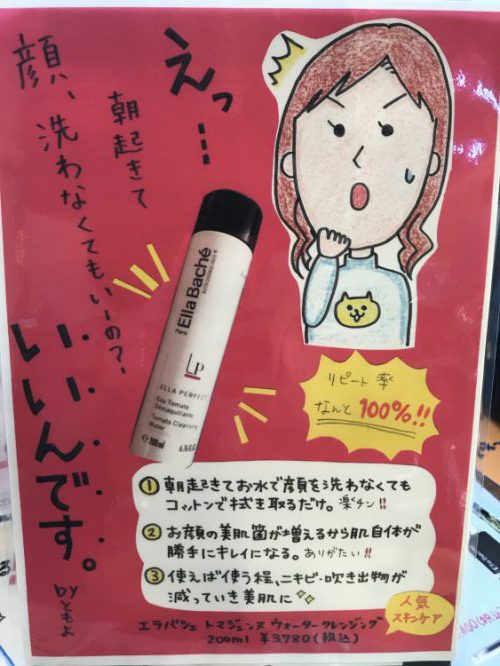 えっ…
朝起きて
顔、洗わなくてもいーの？
いいんです。
byともよ
Ella Baché
Paris
LP
ELLA PERFECT
Eau Tomate
Démaquillante
Tomato Cleansing
Water
200ml
リピート率
なんと100%!!
① 朝起きてお水で顔を洗わなくても
コットンで拭き取るだけ。楽チン!!
② お顔の美肌菌が増えるから肌自体が
勝手にキレイになる。ありがたい!!
③ 使えば使う程、ニキビ・吹き出物が
減っていき美肌に
人気
スキンケア
エラバシェ トマジェンヌ ウォータークレンジング
200ml ¥3,780(税込)